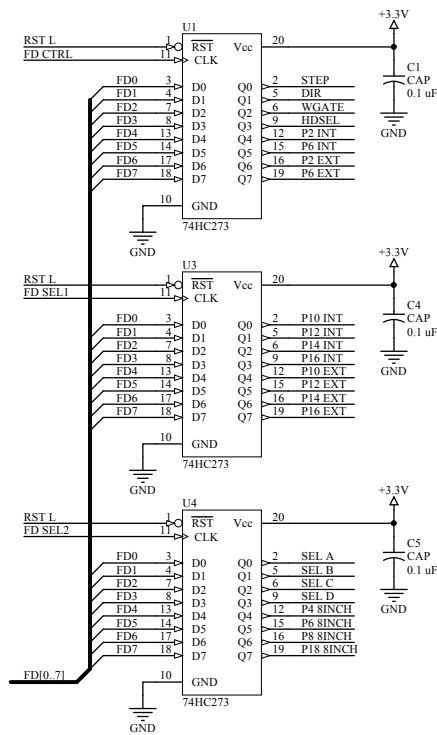 +3.3V
U1
RST L 1 RST Vcc 20
FD CTRL 11 CLK
C1
CAP
0.1 uF
GND
FD0 3 D0 Q0 2 STEP
FD1 4 D1 Q1 5 DIR
FD2 7 D2 Q2 6 WGATE
FD3 8 D3 Q3 9 HDSEL
FD4 13 D4 Q4 12 P2 INT
FD5 14 D5 Q5 15 P6 INT
FD6 17 D6 Q6 16 P2 EXT
FD7 18 D7 Q7 19 P6 EXT
10 GND
74HC273
GND
+3.3V
U3
RST L 1 RST Vcc 20
FD SEL1 11 CLK
C4
CAP
0.1 uF
GND
FD0 3 D0 Q0 2 P10 INT
FD1 4 D1 Q1 5 P12 INT
FD2 7 D2 Q2 6 P14 INT
FD3 8 D3 Q3 9 P16 INT
FD4 13 D4 Q4 12 P10 EXT
FD5 14 D5 Q5 15 P12 EXT
FD6 17 D6 Q6 16 P14 EXT
FD7 18 D7 Q7 19 P16 EXT
10 GND
74HC273
GND
+3.3V
U4
RST L 1 RST Vcc 20
FD SEL2 11 CLK
C5
CAP
0.1 uF
GND
FD0 3 D0 Q0 2 SEL A
FD1 4 D1 Q1 5 SEL B
FD2 7 D2 Q2 6 SEL C
FD3 8 D3 Q3 9 SEL D
FD4 13 D4 Q4 12 P4 8INCH
FD5 14 D5 Q5 15 P6 8INCH
FD6 17 D6 Q6 16 P8 8INCH
FD7 18 D7 Q7 19 P18 8INCH
FD[0..7]
10 GND
74HC273
GND